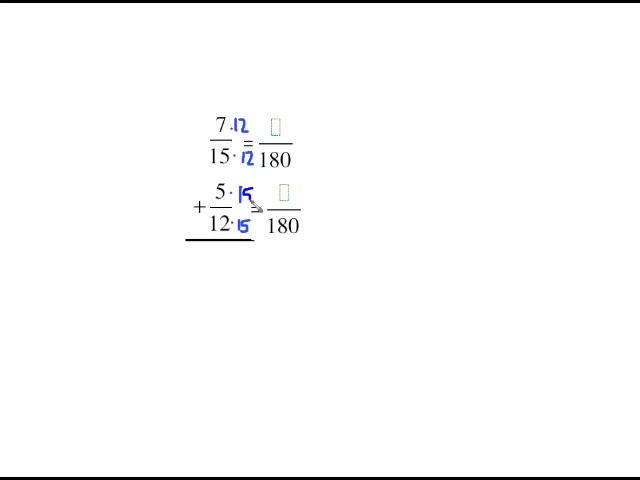 7 · 12 = ▯
15 · 12 180
5 · 15 ▯
+ =
12 · 15 180